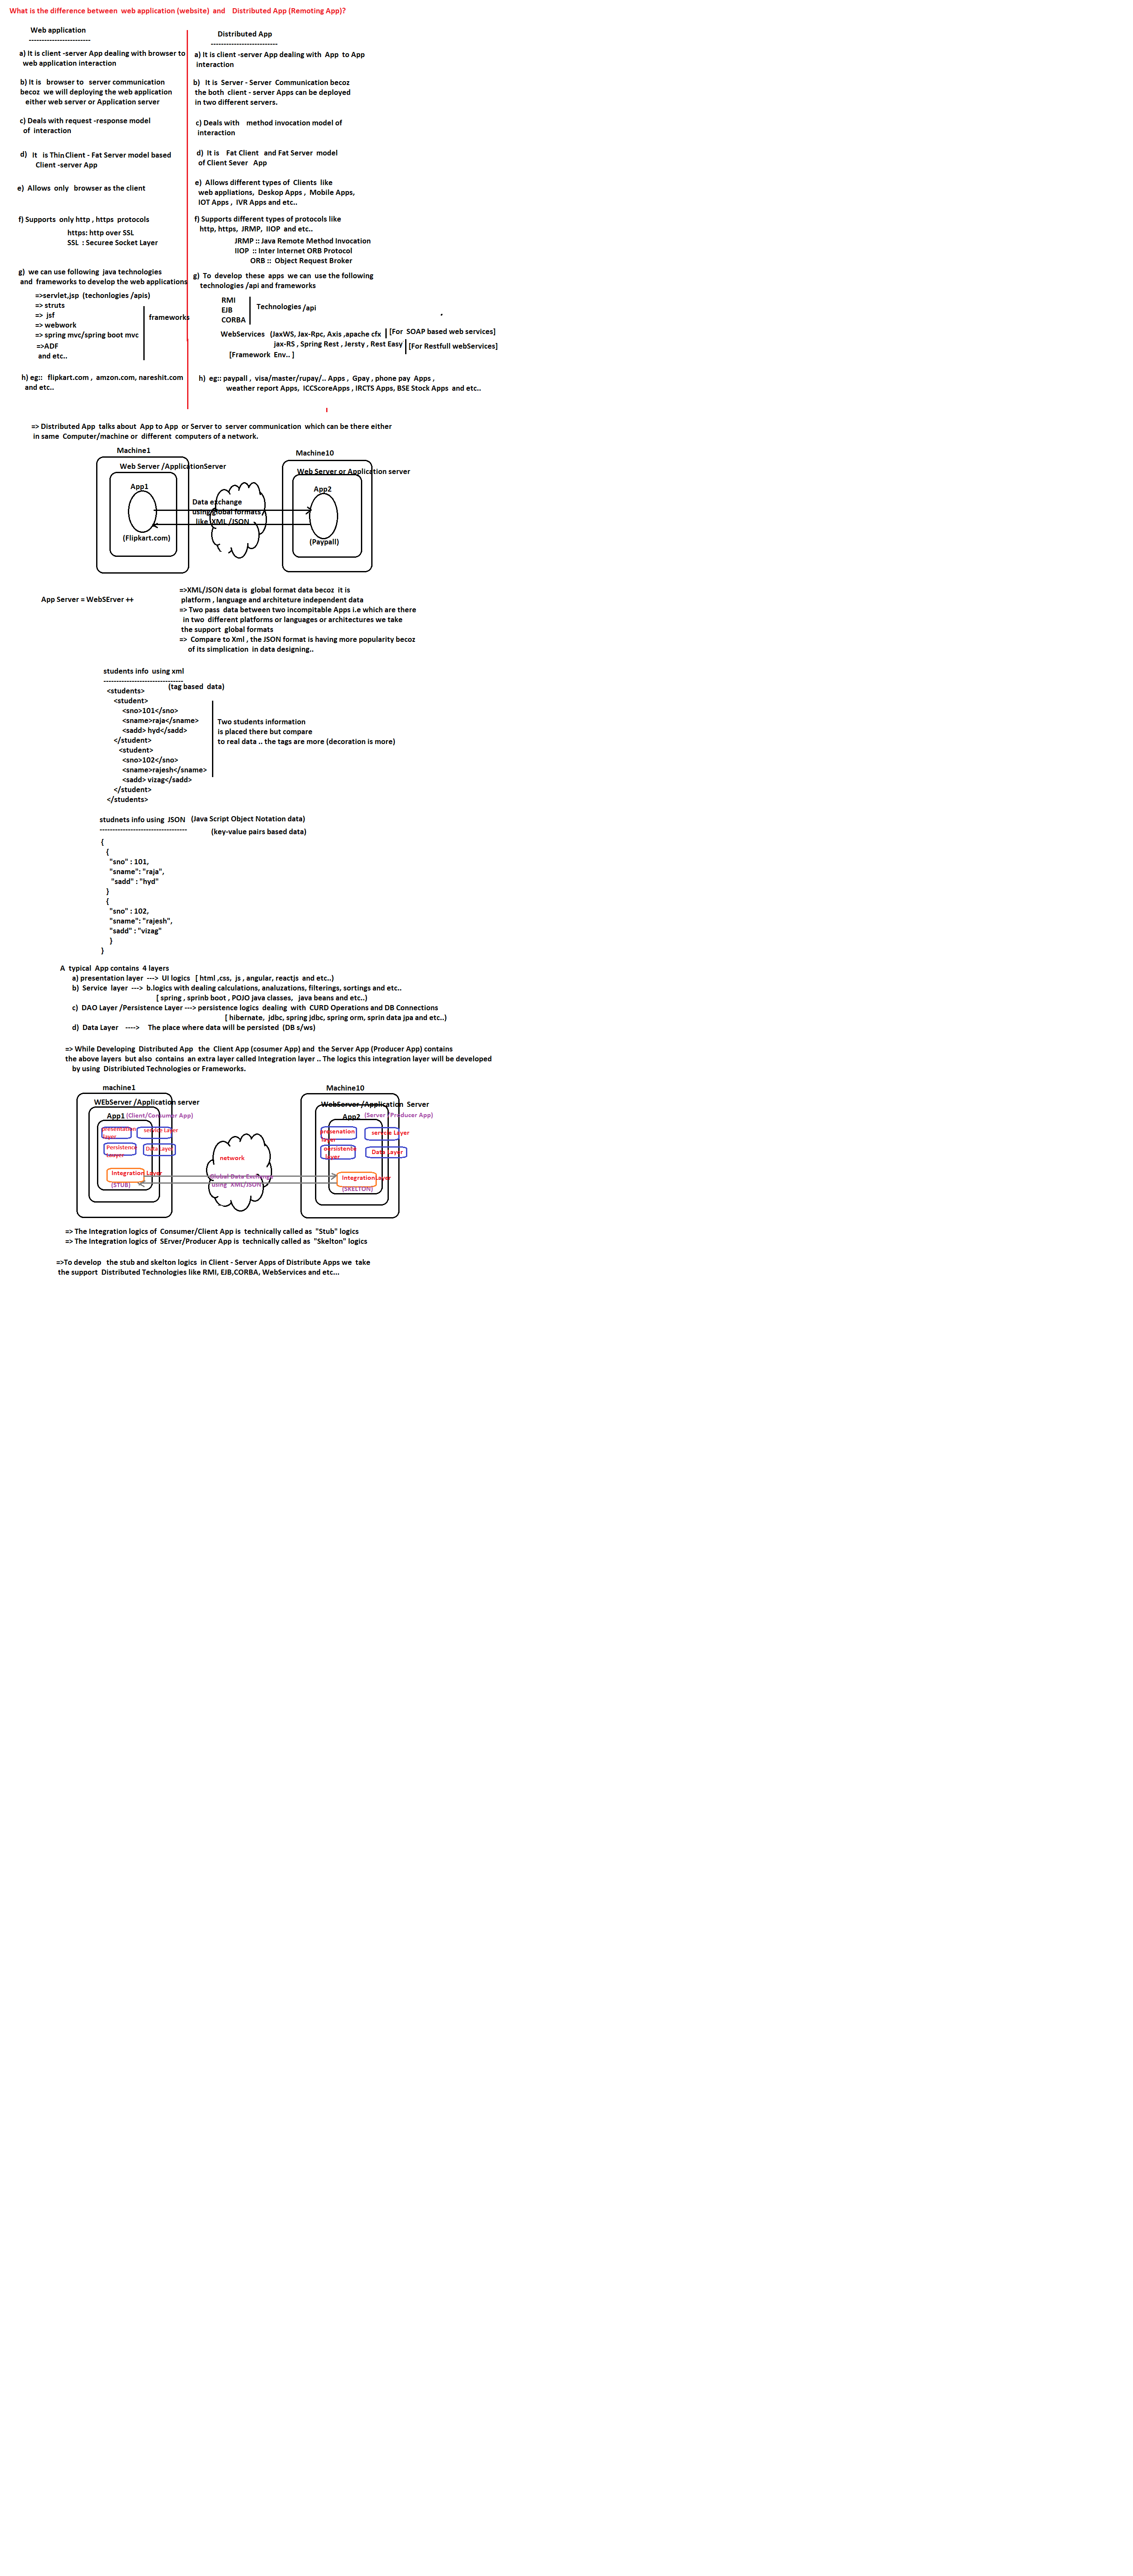 What is the difference between web application (website) and Distributed App (Remoting App)?
Web application
------------------------
a) It is client -server App dealing with browser to
web application interaction
b) It is browser to server communication
becoz we will deploying the web application
either web server or Application server
c) Deals with request -response model
of interaction
d) It is Thin Client - Fat Server model based
Client -server App
e) Allows only browser as the client
f) Supports only http , https protocols
https: http over SSL
SSL : Securee Socket Layer
g) we can use following java technologies
and frameworks to develop the web applications
=>servlet,jsp (techonlogies /apis)
=> struts
=> jsf
=> webwork
=> spring mvc/spring boot mvc
=>ADF
and etc..
frameworks
h) eg:: flipkart.com , amzon.com, nareshit.com
and etc..
Distributed App
--------------------------
a) It is client -server App dealing with App to App
interaction
b) It is Server - Server Communication becoz
the both client - server Apps can be deployed
in two different servers.
c) Deals with method invocation model of
interaction
d) It is Fat Client and Fat Server model
of Client Sever App
e) Allows different types of Clients like
web appliations, Deskop Apps , Mobile Apps,
IOT Apps , IVR Apps and etc..
f) Supports different types of protocols like
http, https, JRMP, IIOP and etc..
JRMP :: Java Remote Method Invocation
IIOP :: Inter Internet ORB Protocol
ORB :: Object Request Broker
g) To develop these apps we can use the following
technologies /api and frameworks
RMI
EJB
CORBA
Technologies /api
WebServices (JaxWS, Jax-Rpc, Axis ,apache cfx [For SOAP based web services]
jax-RS , Spring Rest , Jersty , Rest Easy [For Restfull webServices]
[Framework Env.. ]
h) eg:: paypall , visa/master/rupay/.. Apps , Gpay , phone pay Apps ,
weather report Apps, ICCScoreApps , IRCTS Apps, BSE Stock Apps and etc..
=> Distributed App talks about App to App or Server to server communication which can be there either
in same Computer/machine or different computers of a network.
Machine1
Web Server /ApplicationServer
App1
(Flipkart.com)
Data exchange
using global formats
like XML /JSON
Machine10
Web Server or Application server
App2
(Paypall)
App Server = WebSErver ++
=>XML/JSON data is global format data becoz it is
platform , language and architeture independent data
=> Two pass data between two incompitable Apps i.e which are there
in two different platforms or languages or architectures we take
the support global formats
=> Compare to Xml , the JSON format is having more popularity becoz
of its simplication in data designing..
students info using xml
-------------------------------
(tag based data)
<students>
<student>
<sno>101</sno>
<sname>raja</sname>
<sadd> hyd</sadd>
</student>
<student>
<sno>102</sno>
<sname>rajesh</sname>
<sadd> vizag</sadd>
</student>
</students>
Two students information
is placed there but compare
to real data .. the tags are more (decoration is more)
studnets info using JSON (Java Script Object Notation data)
----------------------------------
(key-value pairs based data)
{
{
"sno" : 101,
"sname": "raja",
"sadd" : "hyd"
}
{
"sno" : 102,
"sname": "rajesh",
"sadd" : "vizag"
}
}
A typical App contains 4 layers
a) presentation layer ---> UI logics [ html ,css, js , angular, reactjs and etc..)
b) Service layer ---> b.logics with dealing calculations, analuzations, filterings, sortings and etc..
[ spring , sprinb boot , POJO java classes, java beans and etc..)
c) DAO Layer /Persistence Layer ---> persistence logics dealing with CURD Operations and DB Connections
[ hibernate, jdbc, spring jdbc, spring orm, sprin data jpa and etc..)
d) Data Layer ----> The place where data will be persisted (DB s/ws)
=> While Developing Distributed App the Client App (cosumer App) and the Server App (Producer App) contains
the above layers but also contains an extra layer called Integration layer .. The logics this integration layer will be developed
by using Distribiuted Technologies or Frameworks.
machine1
WEbServer /Application server
App1 (Client/Consumer App)
presentation
layer
service Layer
Persistence
Data Layer
Integration Layer
(STUB)
network
Global Data Exchange
using XML/JSON
Machine10
WebServer /Application Server
App2 (Server /Producer App)
presenation
layer
service Layer
persistente
layer
Data Layer
IntegrationLayer
(SKELTON)
=> The Integration logics of Consumer/Client App is technically called as "Stub" logics
=> The Integration logics of SErver/Producer App is technically called as "Skelton" logics
=>To develop the stub and skelton logics in Client - Server Apps of Distribute Apps we take
the support Distributed Technologies like RMI, EJB,CORBA, WebServices and etc...